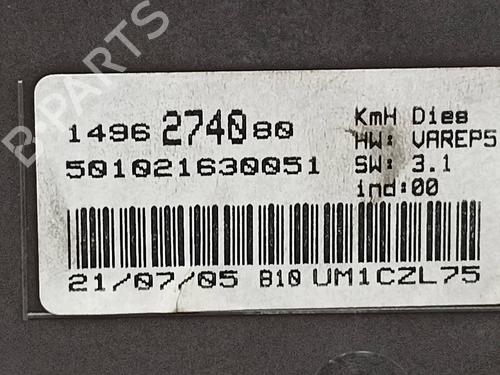 B-PARTS
1496 2740 80
501021630051
KmH Dies
HW: VAREP5
SW: 3.1
ind:00
21/07/05 B10 UM1CZL75